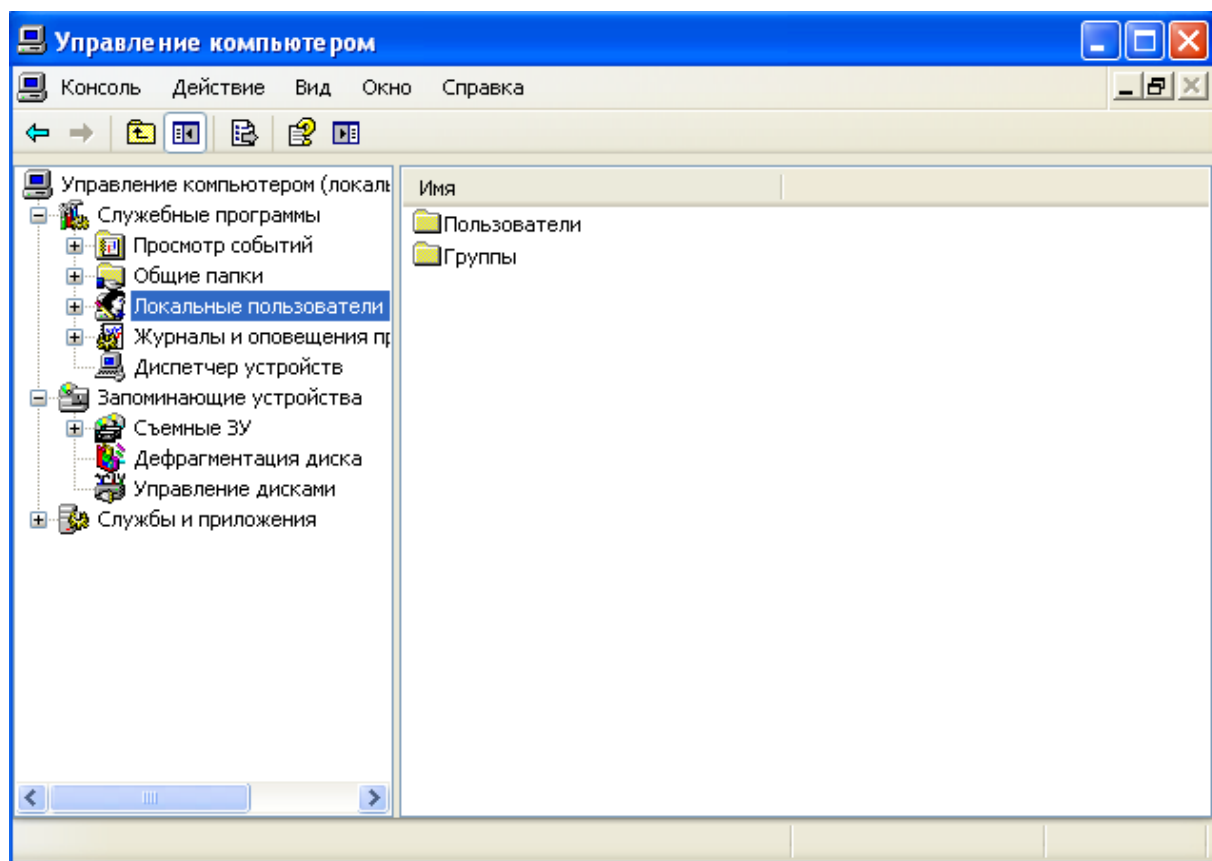 Управление компьютером
Консоль Действие Вид Окно Справка
Управление компьютером (локаль
Служебные программы
Просмотр событий
Общие папки
Локальные пользователи
Журналы и оповещения пр
Диспетчер устройств
Запоминающие устройства
Съемные ЗУ
Дефрагментация диска
Управление дисками
Службы и приложения
Имя
Пользователи
Группы